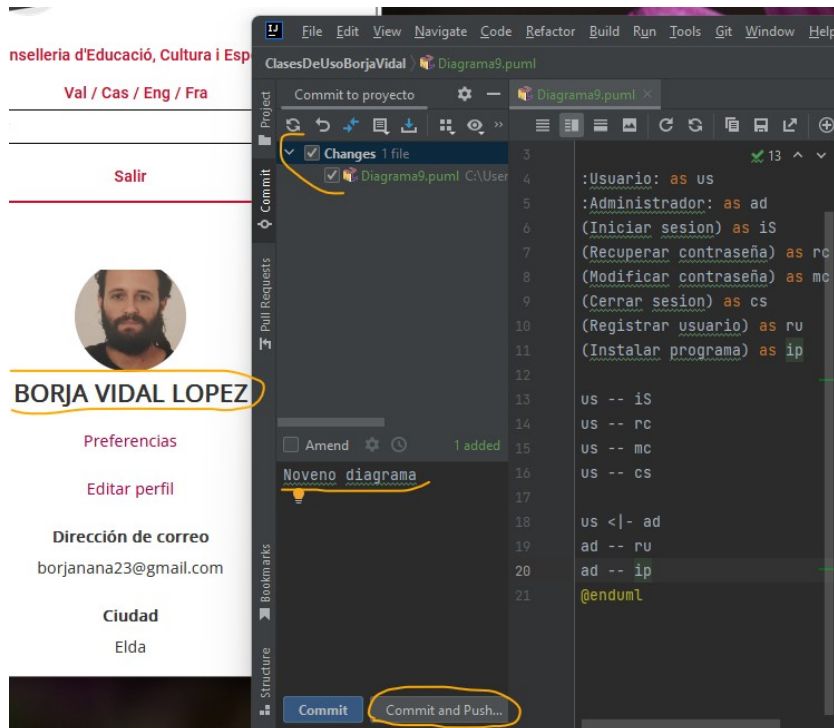 nselleria d'Educació, Cultura i Esp
Val / Cas / Eng / Fra
Salir
BORJA VIDAL LOPEZ
Preferencias
Editar perfil
Dirección de correo
borjanana23@gmail.com
Ciudad
Elda
IJ File Edit View Navigate Code Refactor Build Run Tools Git Window Help
ClasesDeUsoBorjaVidal Diagrama9.puml
Project
Commit
Pull Requests
Bookmarks
Structure
Commit to proyecto
Changes 1 file
Diagrama9.puml C:\User
Amend 1 added
Noveno diagrama
Commit Commit and Push...
Diagrama9.puml
13
3
4 :Usuario: as us
5 :Administrador: as ad
6 (Iniciar sesion) as iS
7 (Recuperar contraseña) as rc
8 (Modificar contraseña) as mc
9 (Cerrar sesion) as cs
10 (Registrar usuario) as ru
11 (Instalar programa) as ip
12
13 us -- iS
14 us -- rc
15 us -- mc
16 us -- cs
17
18 us <|- ad
19 ad -- ru
20 ad -- ip
21 @enduml